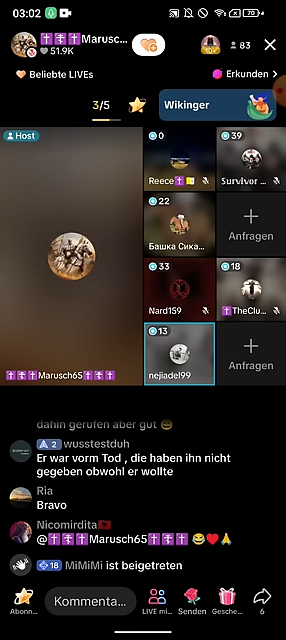 03:02
70
✝️☦️✝️Marusc...
51.9K
83
Beliebte LIVEs
Erkunden >
3/5
Wikinger
Host
0
39
Reece✝️
Survivor ...
22
Башка Сика...
Anfragen
33
18
Nard159
✝️TheClu...
13
✝️✝️☦️Marusch65✝️☦️✝️
nejiadel99
Anfragen
dahin gerufen aber gut 😅
2 wusstestduh
Er war vorm Tod , die haben ihn nicht
gegeben obwohl er wollte
Ria
Bravo
Nicomirdita🇦🇱
@✝️☦️✝️Marusch65✝️☦️✝️ 😂❤️🙏
18 MiMiMi ist beigetreten
Abonn...
Kommenta...
LIVE mi...
Senden
Gesche...
6